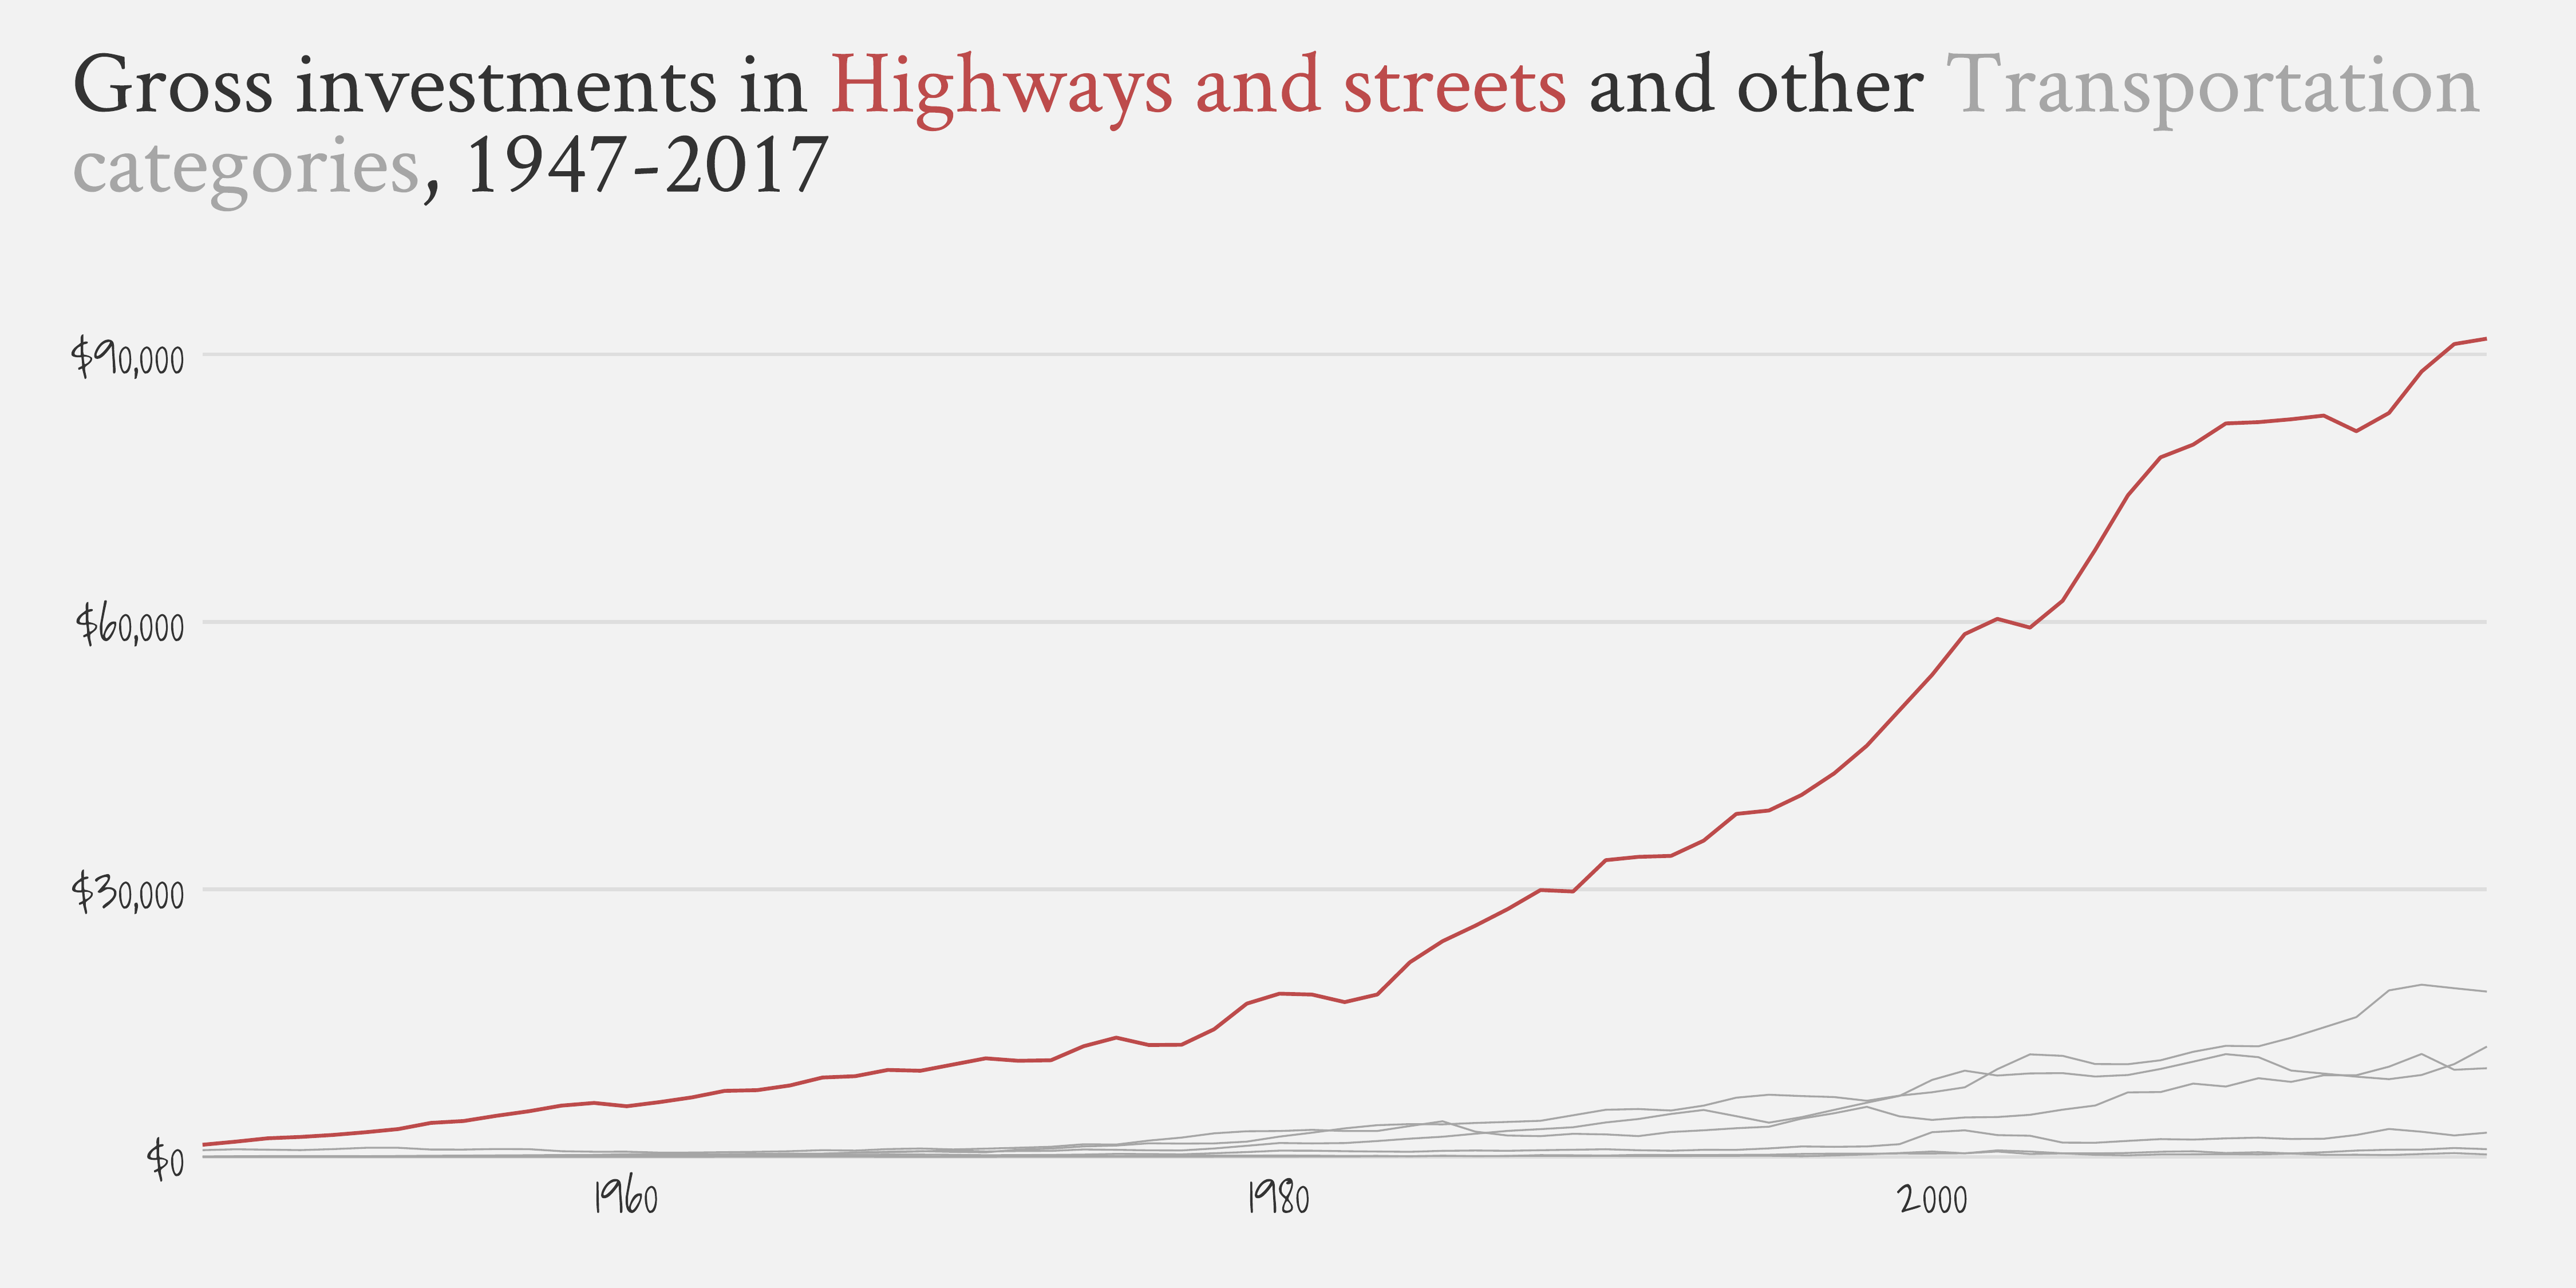 Gross investments in Highways and streets and other Transportation
categories, 1947-2017
$90,000
$60,000
$30,000
$0
1960 1980 2000